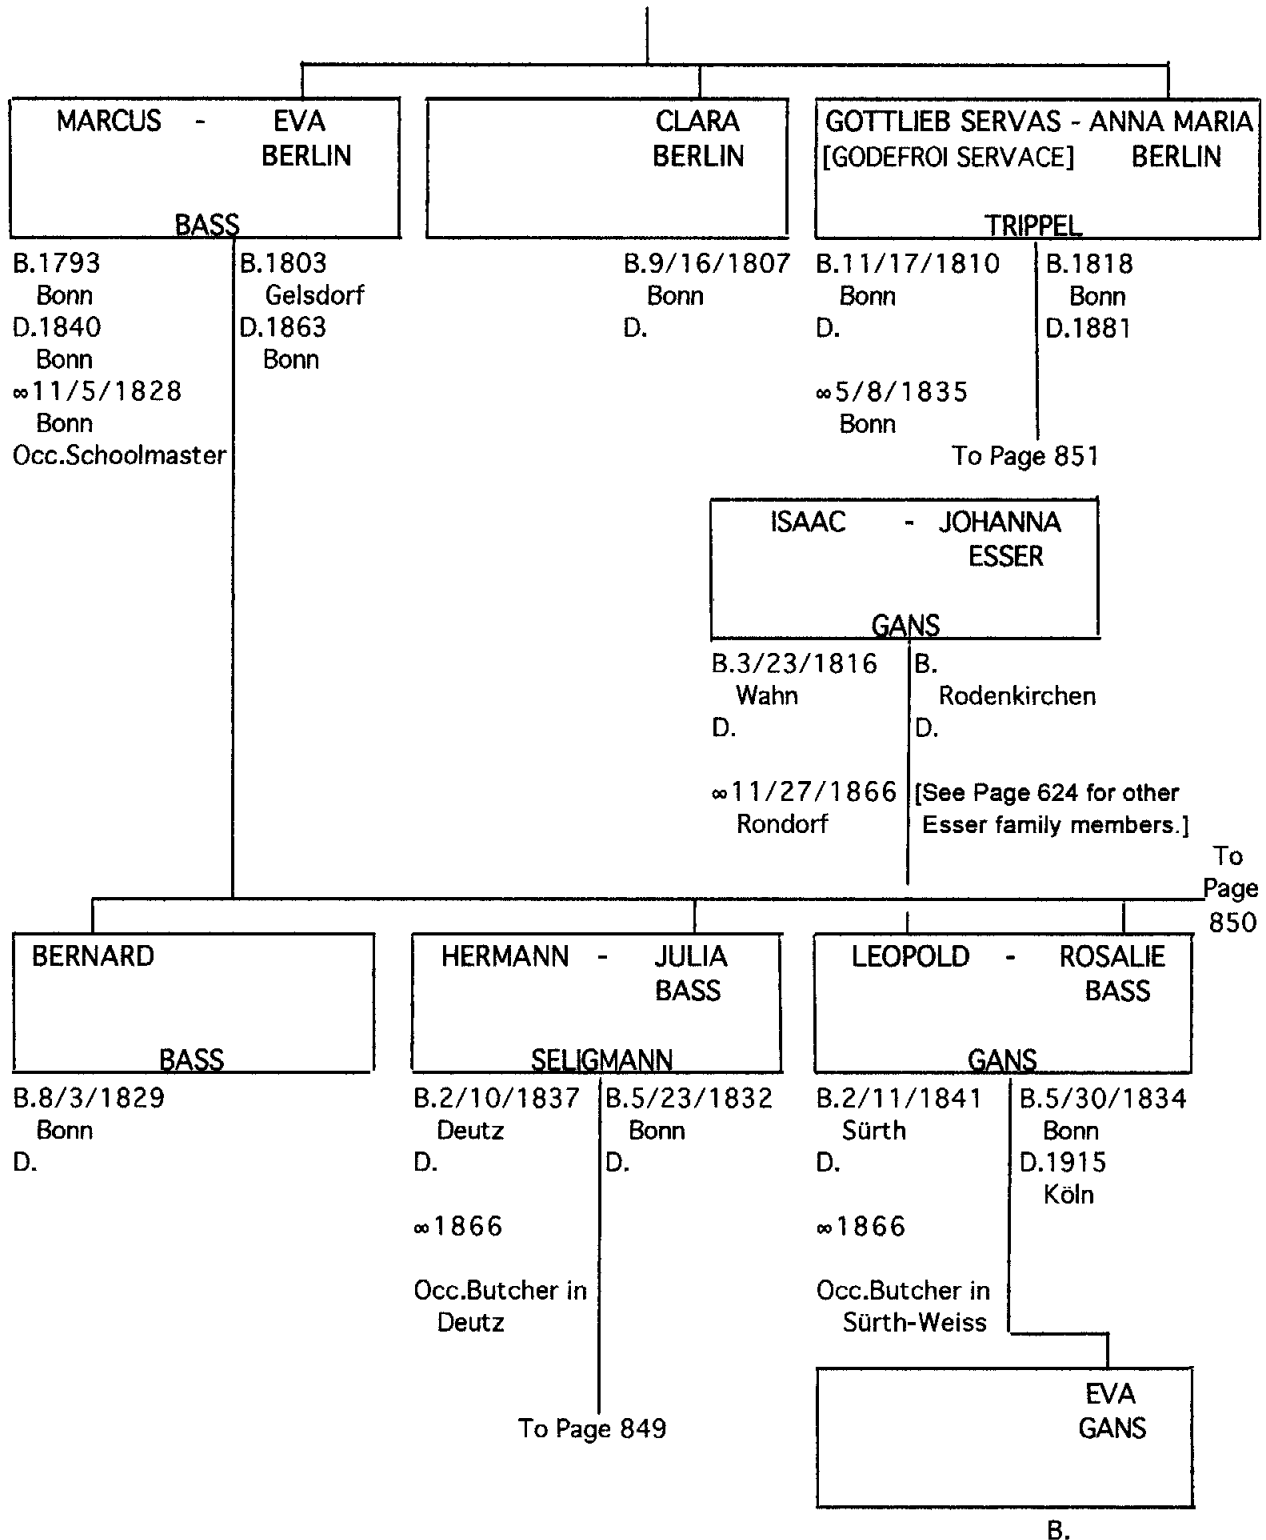 MARCUS - EVA
BERLIN
BASS
B.1793
Bonn
D.1840
Bonn
∞11/5/1828
Bonn
Occ.Schoolmaster
B.1803
Gelsdorf
D.1863
Bonn
CLARA
BERLIN
B.9/16/1807
Bonn
D.
GOTTLIEB SERVAS - ANNA MARIA
[GODEFROI SERVACE] BERLIN
TRIPPEL
B.11/17/1810
Bonn
D.
∞5/8/1835
Bonn
B.1818
Bonn
D.1881
To Page 851
ISAAC - JOHANNA
ESSER
GANS
B.3/23/1816
Wahn
D.
∞11/27/1866
Rondorf
B.
Rodenkirchen
D.
[See Page 624 for other
Esser family members.]
To
Page
850
BERNARD
BASS
B.8/3/1829
Bonn
D.
HERMANN - JULIA
BASS
SELIGMANN
B.2/10/1837
Deutz
D.
∞1866
Occ.Butcher in
Deutz
B.5/23/1832
Bonn
D.
To Page 849
LEOPOLD - ROSALIE
BASS
GANS
B.2/11/1841
Sürth
D.
∞1866
Occ.Butcher in
Sürth-Weiss
B.5/30/1834
Bonn
D.1915
Köln
EVA
GANS
B.